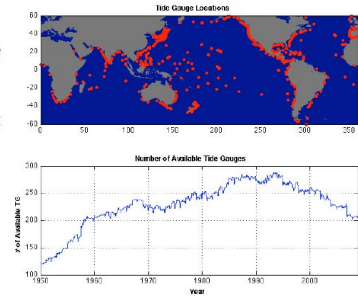 Tide Gauge Locations
60
40
20
0
-20
-40
-60
0 50 100 150 200 250 300 350
Number of Available Tide Gauges
300
250
200
150
100
# of Available TG
1950 1960 1970 1980 1990 2000
Year